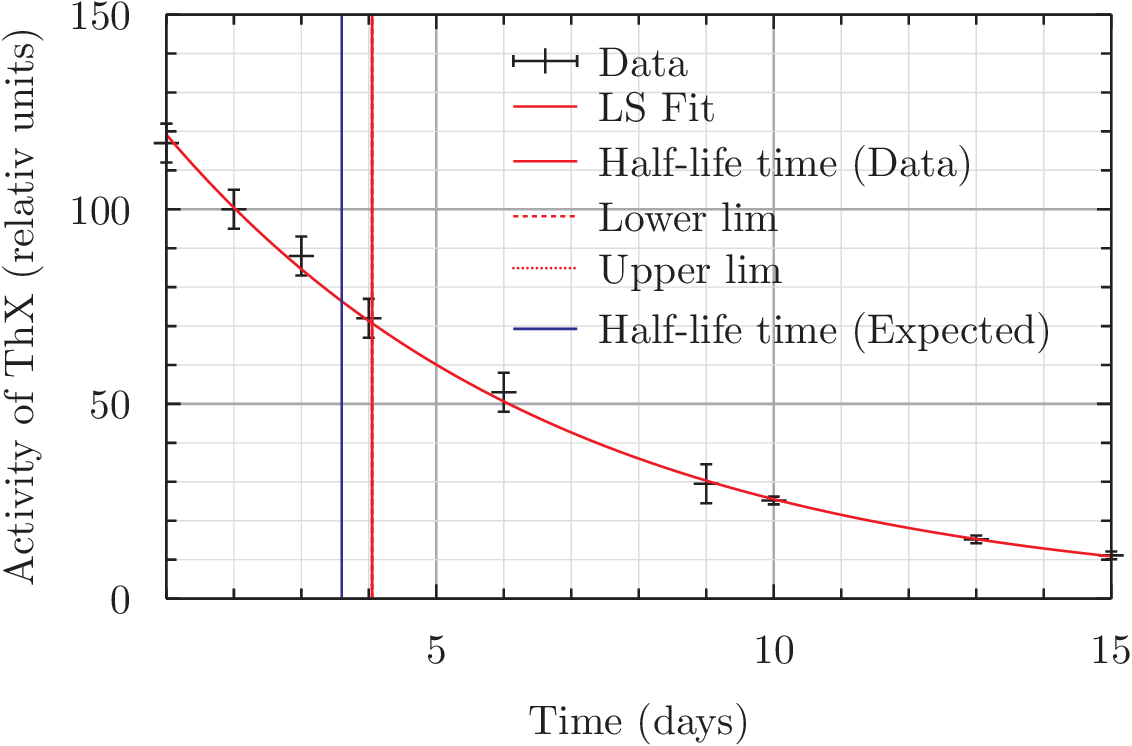 150
100
50
0
Activity of ThX (relativ units)
Data
LS Fit
Half-life time (Data)
Lower lim
Upper lim
Half-life time (Expected)
5
10
15
Time (days)